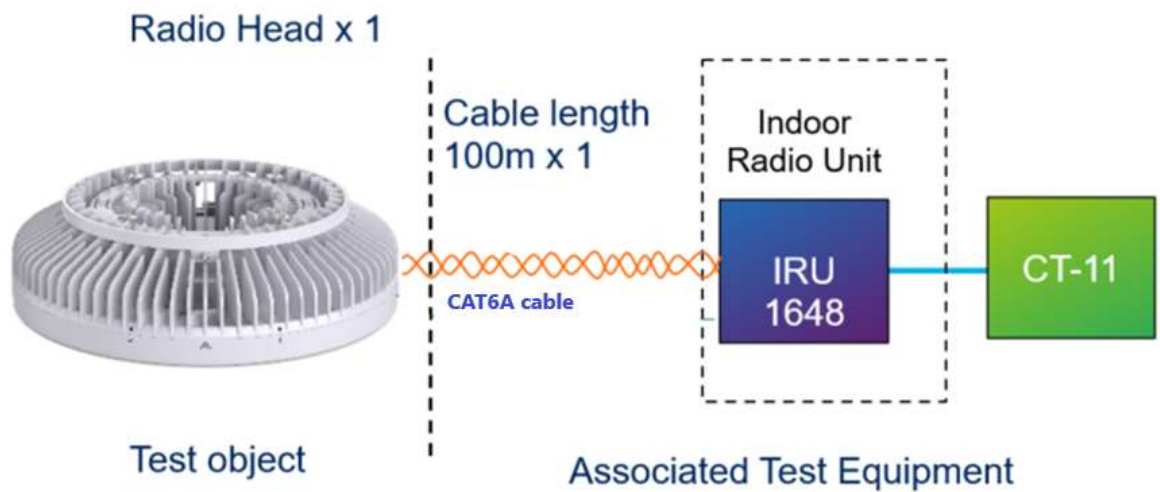 Radio Head x 1
Cable length
100m x 1
Indoor
Radio Unit
IRU
1648
CT-11
CAT6A cable
Test object
Associated Test Equipment